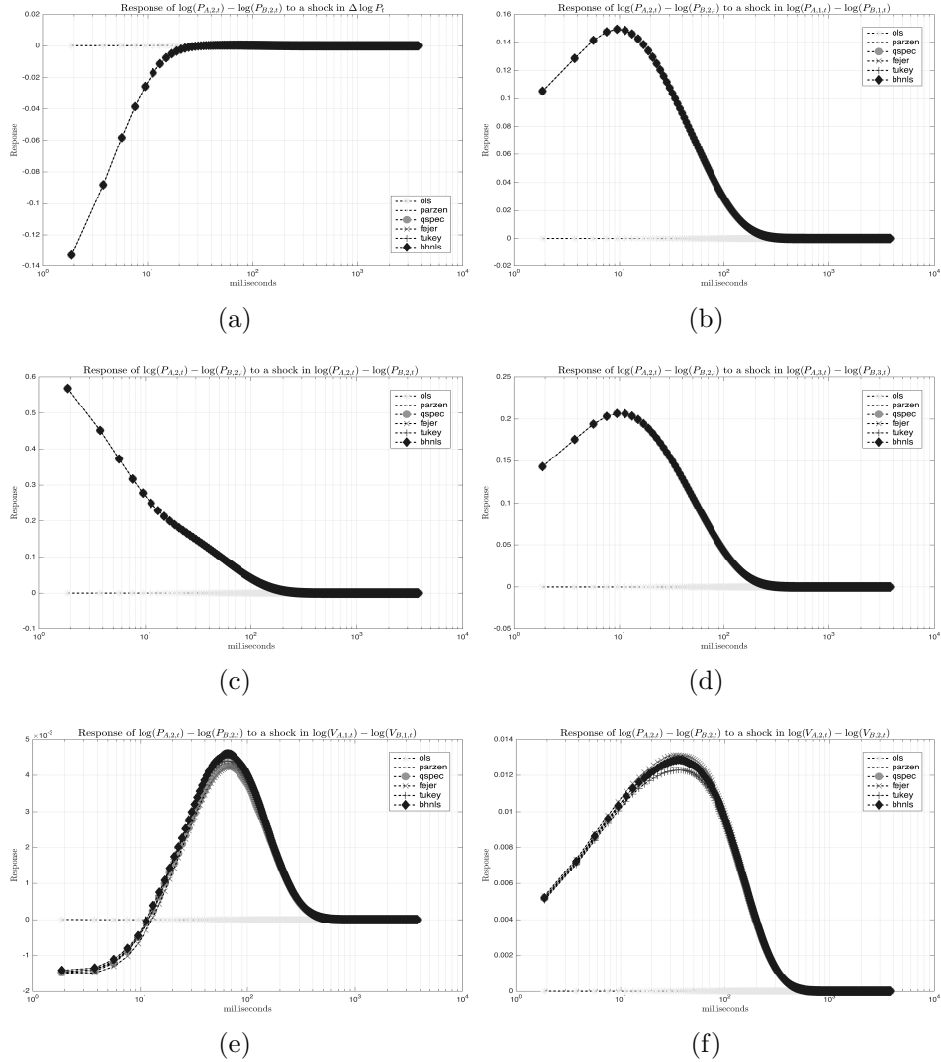 Response of log(P_{A,2,t}) − log(P_{B,2,t}) to a shock in Δ log P_t
0.02
0
-0.02
-0.04
-0.06
-0.08
-0.1
-0.12
-0.14
Response
10^0
10^1
10^2
10^3
10^4
miliseconds
ols
parzen
qspec
fejer
tukey
bhnls
(a)
Response of log(P_{A,2,t}) − log(P_{B,2,}) to a shock in log(P_{A,1,t}) − log(P_{B,1,t})
0.16
0.14
0.12
0.1
0.08
0.06
0.04
0.02
0
0.02
Response
10^0
10^1
10^2
10^3
10^4
miliseconds
ols
parzen
qspec
fejer
tukey
bhnls
(b)
Response of log(P_{A,2,t}) − log(P_{B,2,}) to a shock in log(P_{A,2,t}) − log(P_{B,2,t})
0.6
0.5
0.4
0.3
0.2
0.1
0
-0.1
Response
10^0
10^1
10^2
10^3
10^4
miliseconds
ols
parzen
qspec
fejer
tukey
bhnls
(c)
Response of log(P_{A,2,t}) − log(P_{B,2,}) to a shock in log(P_{A,3,t}) − log(P_{B,3,t})
0.25
0.2
0.15
0.1
0.05
0
-0.05
Response
10^0
10^1
10^2
10^3
10^4
miliseconds
ols
parzen
qspec
fejer
tukey
bhnls
(d)
Response of log(P_{A,2,t}) − log(P_{B,2,:}) to a shock in log(V_{A,1,t}) − log(V_{B,1,t})
5
4
3
2
1
0
-1
-2
Response
10^0
10^1
10^2
10^3
10^4
miliseconds
ols
parzen
qspec
fejer
tukey
bhnls
(e)
Response of log(P_{A,2,t}) − log(P_{B,2,:}) to a shock in log(V_{A,2,t}) − log(V_{B,2,t})
0.014
0.012
0.01
0.008
0.006
0.004
0.002
0
Response
10^0
10^1
10^2
10^3
10^4
miliseconds
ols
parzen
qspec
fejer
tukey
bhnls
(f)